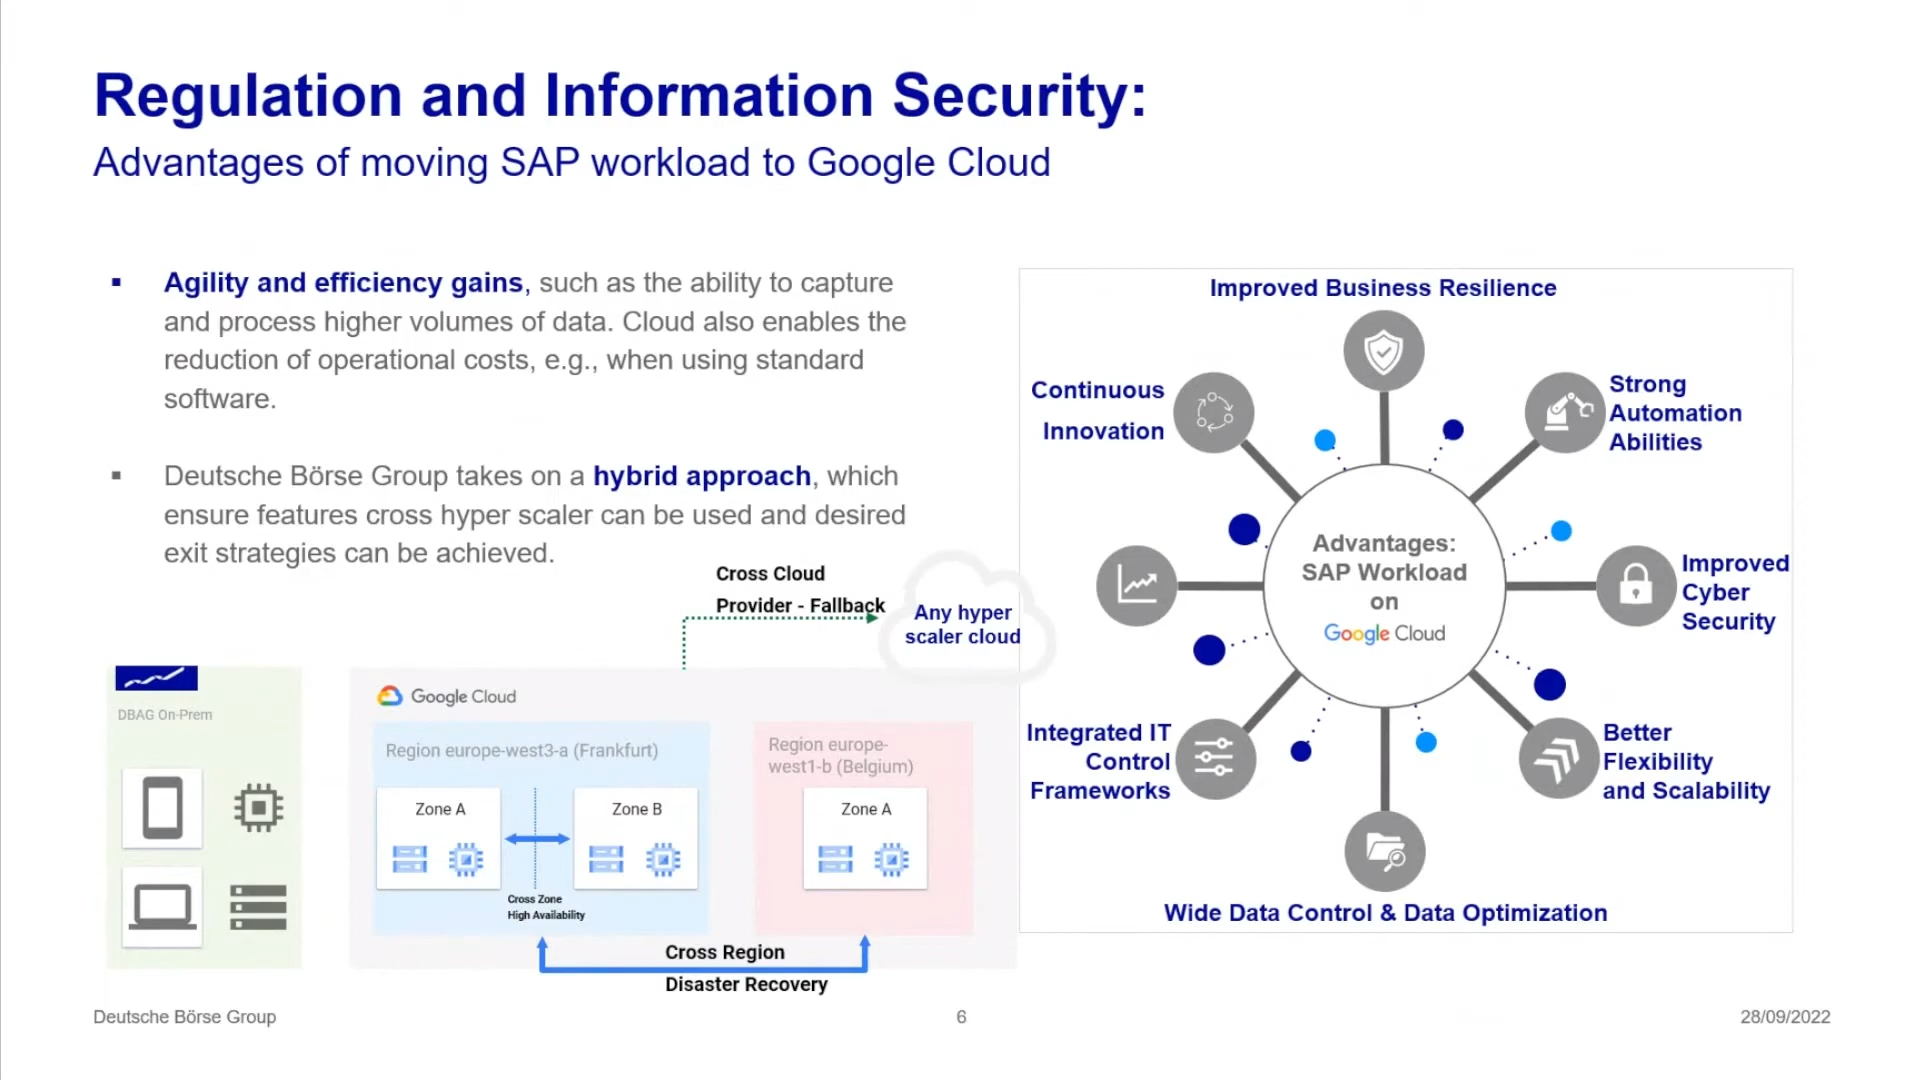 Regulation and Information Security:
Advantages of moving SAP workload to Google Cloud
▪ Agility and efficiency gains, such as the ability to capture
and process higher volumes of data. Cloud also enables the
reduction of operational costs, e.g., when using standard
software.
▪ Deutsche Börse Group takes on a hybrid approach, which
ensure features cross hyper scaler can be used and desired
exit strategies can be achieved.
Cross Cloud
Provider - Fallback
Any hyper
scaler cloud
DBAG On-Prem
Google Cloud
Region europe-west3-a (Frankfurt)
Zone A
Zone B
Cross Zone
High Availability
Region europe-
west1-b (Belgium)
Zone A
Cross Region
Disaster Recovery
Improved Business Resilience
Continuous
Innovation
Strong
Automation
Abilities
Advantages:
SAP Workload
on
Google Cloud
Improved
Cyber
Security
Integrated IT
Control
Frameworks
Better
Flexibility
and Scalability
Wide Data Control & Data Optimization
Deutsche Börse Group
6
28/09/2022